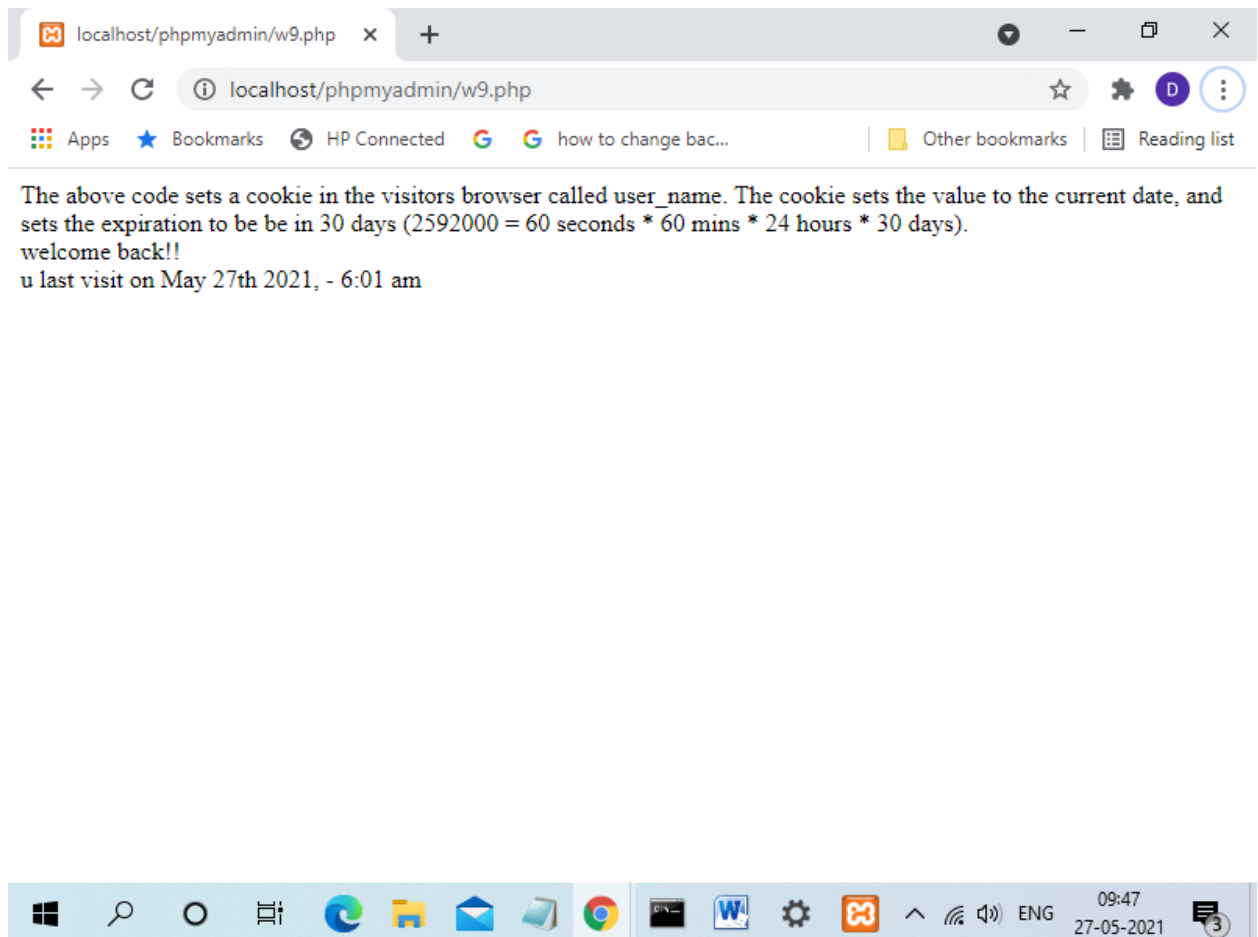 localhost/phpmyadmin/w9.php
localhost/phpmyadmin/w9.php
D
Apps Bookmarks HP Connected G G how to change bac... Other bookmarks Reading list
The above code sets a cookie in the visitors browser called user_name. The cookie sets the value to the current date, and
sets the expiration to be be in 30 days (2592000 = 60 seconds * 60 mins * 24 hours * 30 days).
welcome back!!
u last visit on May 27th 2021, - 6:01 am
W ENG 09:47
27-05-2021 3